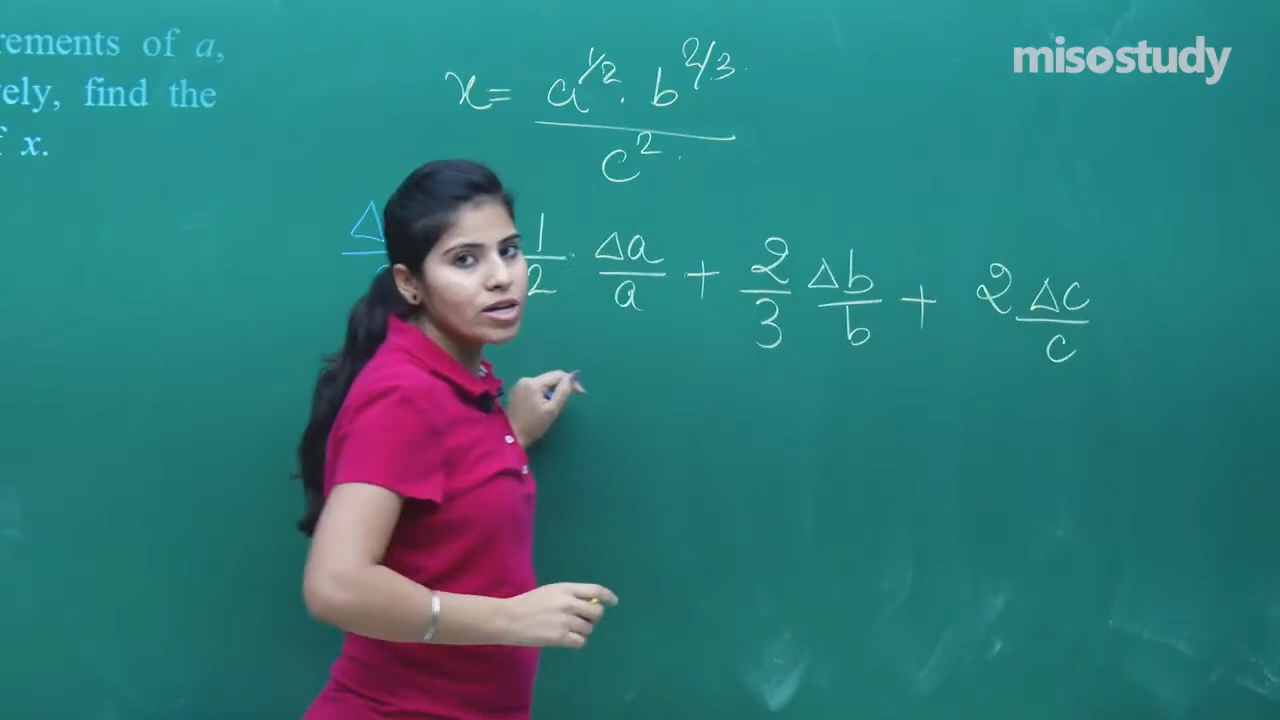 rements of a,
ely, find the
x.
misostudy
x = a^{1/2} · b^{2/3} / c^2
Δ 1/2 · Δa/a + 2/3 Δb/b + 2 Δc/c